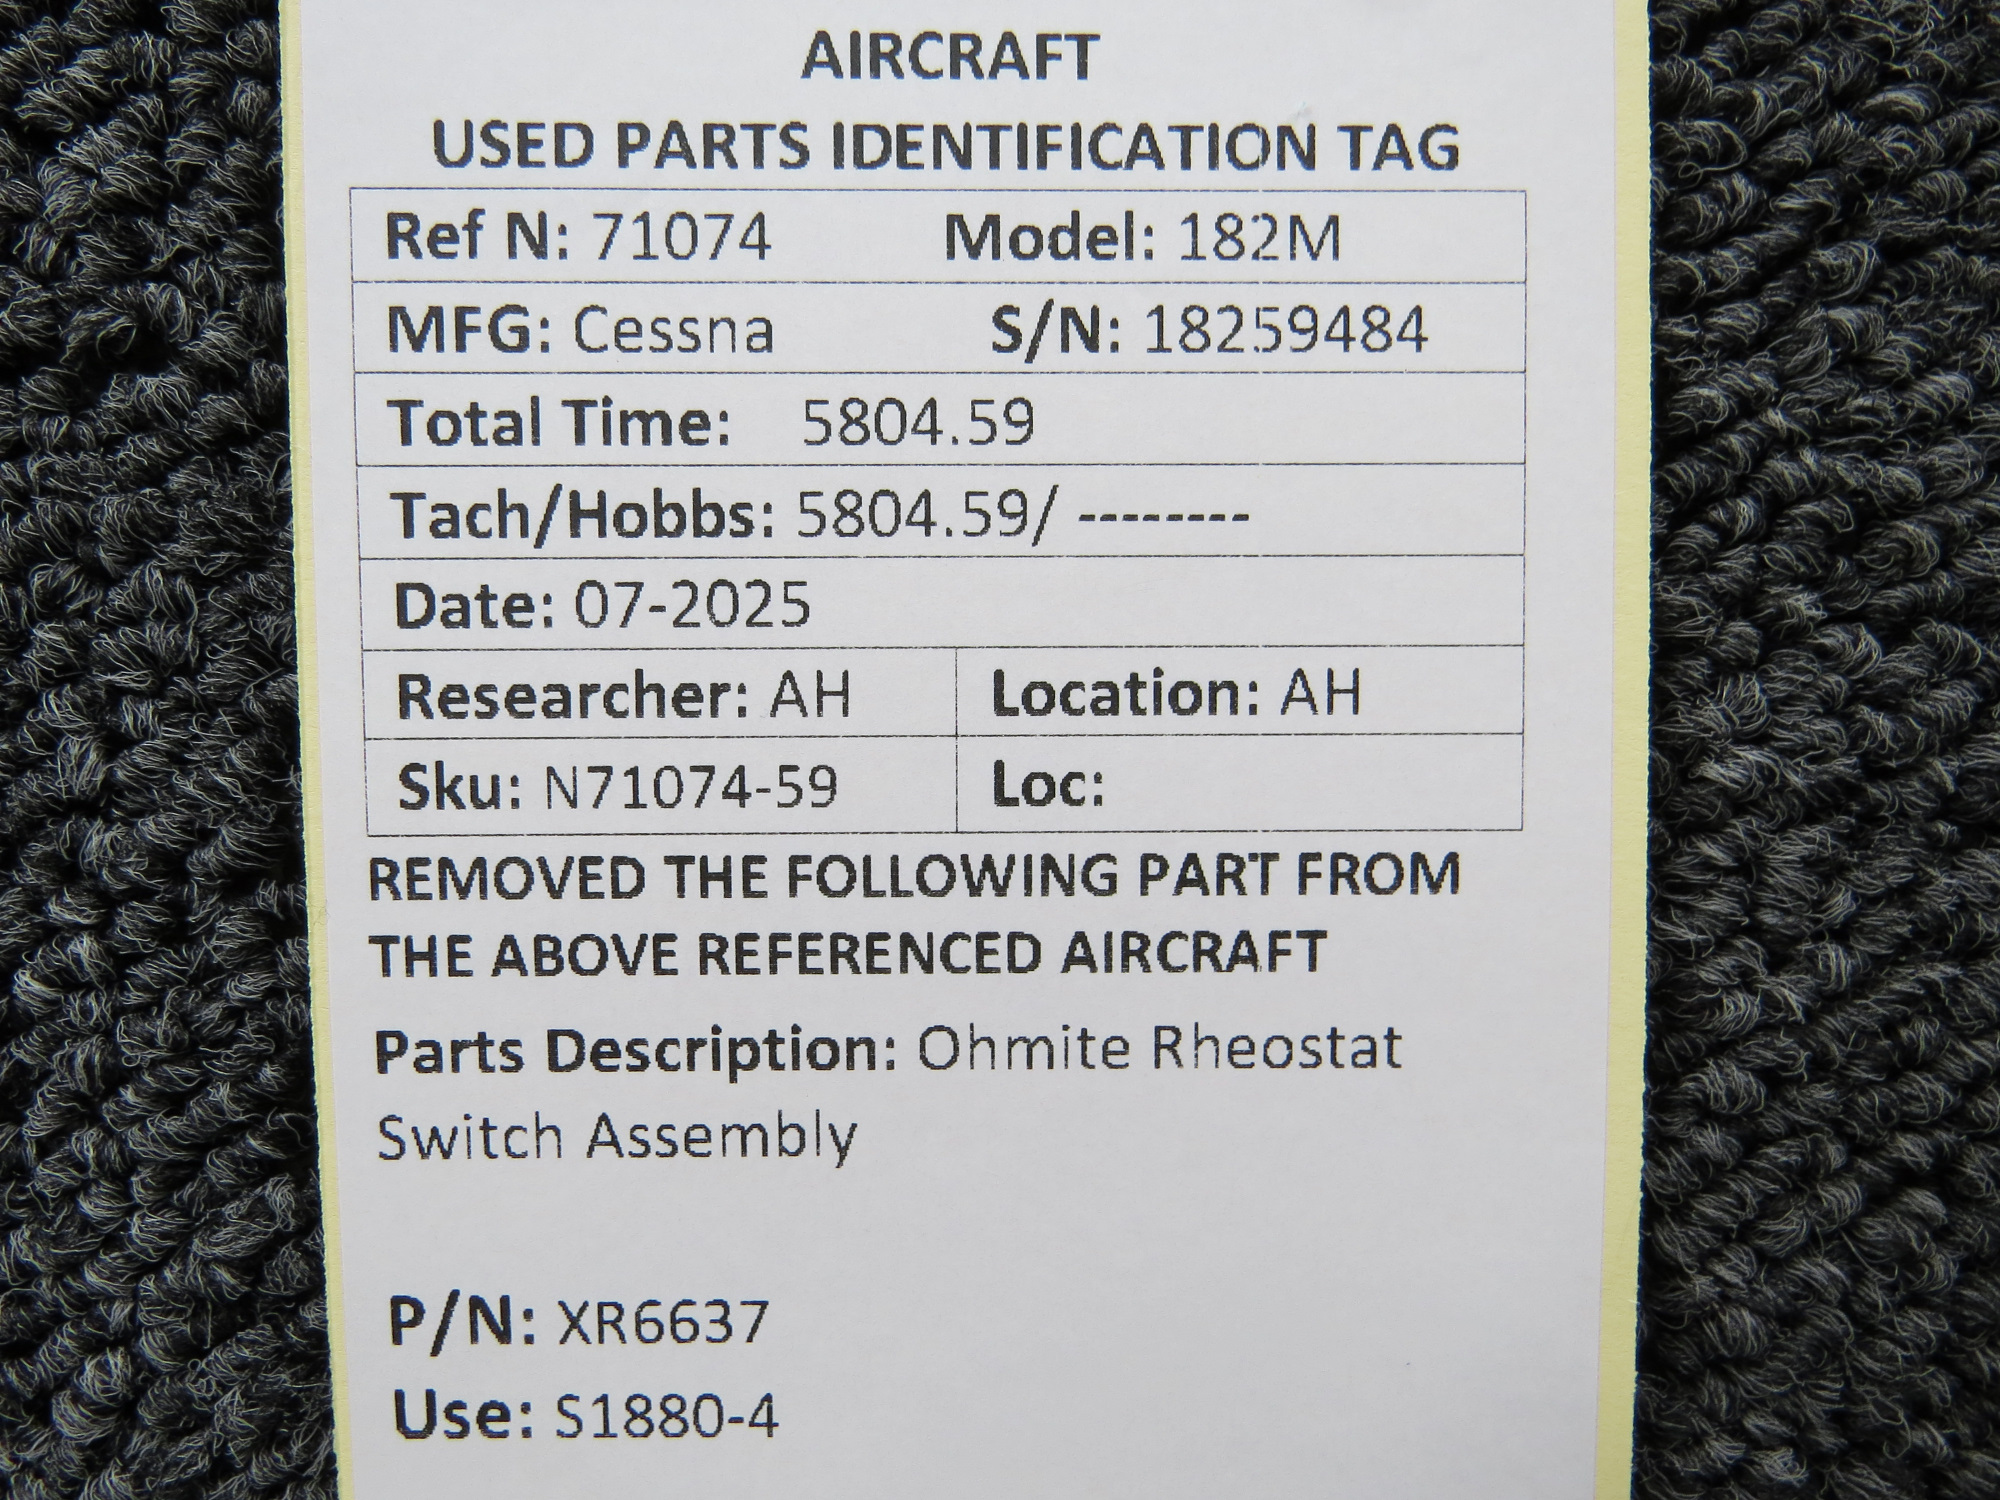 AIRCRAFT
USED PARTS IDENTIFICATION TAG
Ref N: 71074 Model: 182M
MFG: Cessna S/N: 18259484
Total Time: 5804.59
Tach/Hobbs: 5804.59/ --------
Date: 07-2025
Researcher: AH Location: AH
Sku: N71074-59 Loc:
REMOVED THE FOLLOWING PART FROM
THE ABOVE REFERENCED AIRCRAFT
Parts Description: Ohmite Rheostat
Switch Assembly
P/N: XR6637
Use: S1880-4